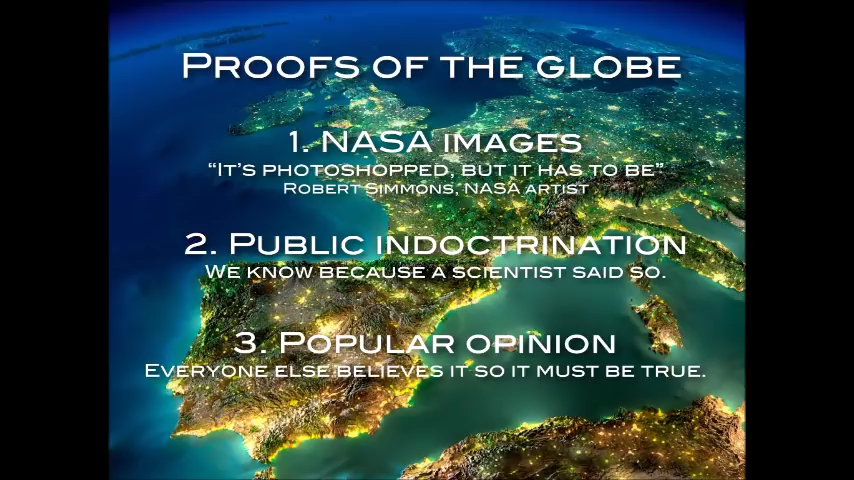 PROOFS OF THE GLOBE
1. NASA IMAGES
“IT'S PHOTOSHOPPED, BUT IT HAS TO BE”
ROBERT SIMMONS, NASA ARTIST
2. PUBLIC INDOCTRINATION
WE KNOW BECAUSE A SCIENTIST SAID SO.
3. POPULAR OPINION
EVERYONE ELSE BELIEVES IT SO IT MUST BE TRUE.